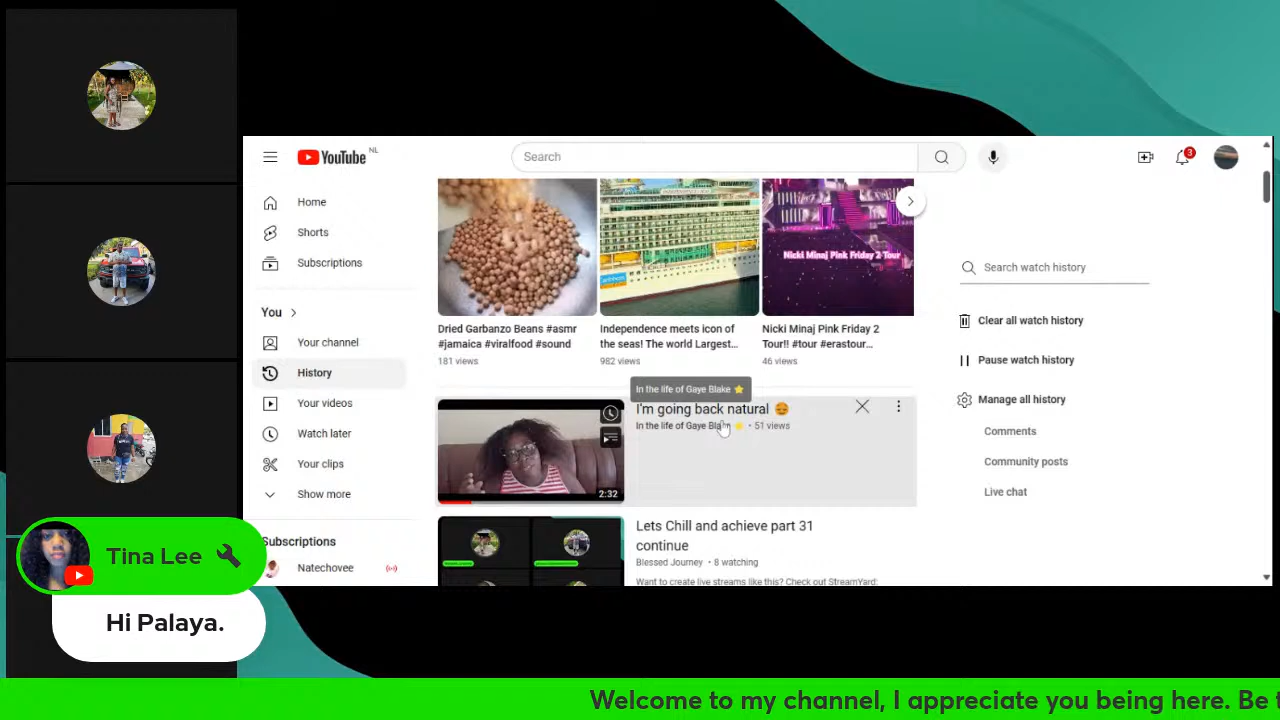 YouTube NL
Search
3
Home
Shorts
Subscriptions
You
Your channel
History
Your videos
Watch later
Your clips
Show more
Subscriptions
Natechovee
Nicki Minaj Pink Friday 2 Tour
Dried Garbanzo Beans #asmr
#jamaica #viralfood #sound
181 views
Independence meets icon of
the seas! The world Largest...
982 views
Nicki Minaj Pink Friday 2
Tour!! #tour #erastour...
46 views
In the life of Gaye Blake ⭐
I'm going back natural 😔
In the life of Gaye Blake ⭐ • 51 views
2:32
Lets Chill and achieve part 31
continue
Blessed Journey • 8 watching
Want to create live streams like this? Check out StreamYard:
Search watch history
Clear all watch history
Pause watch history
Manage all history
Comments
Community posts
Live chat
Tina Lee
Hi Palaya.
Welcome to my channel, I appreciate you being here. Be